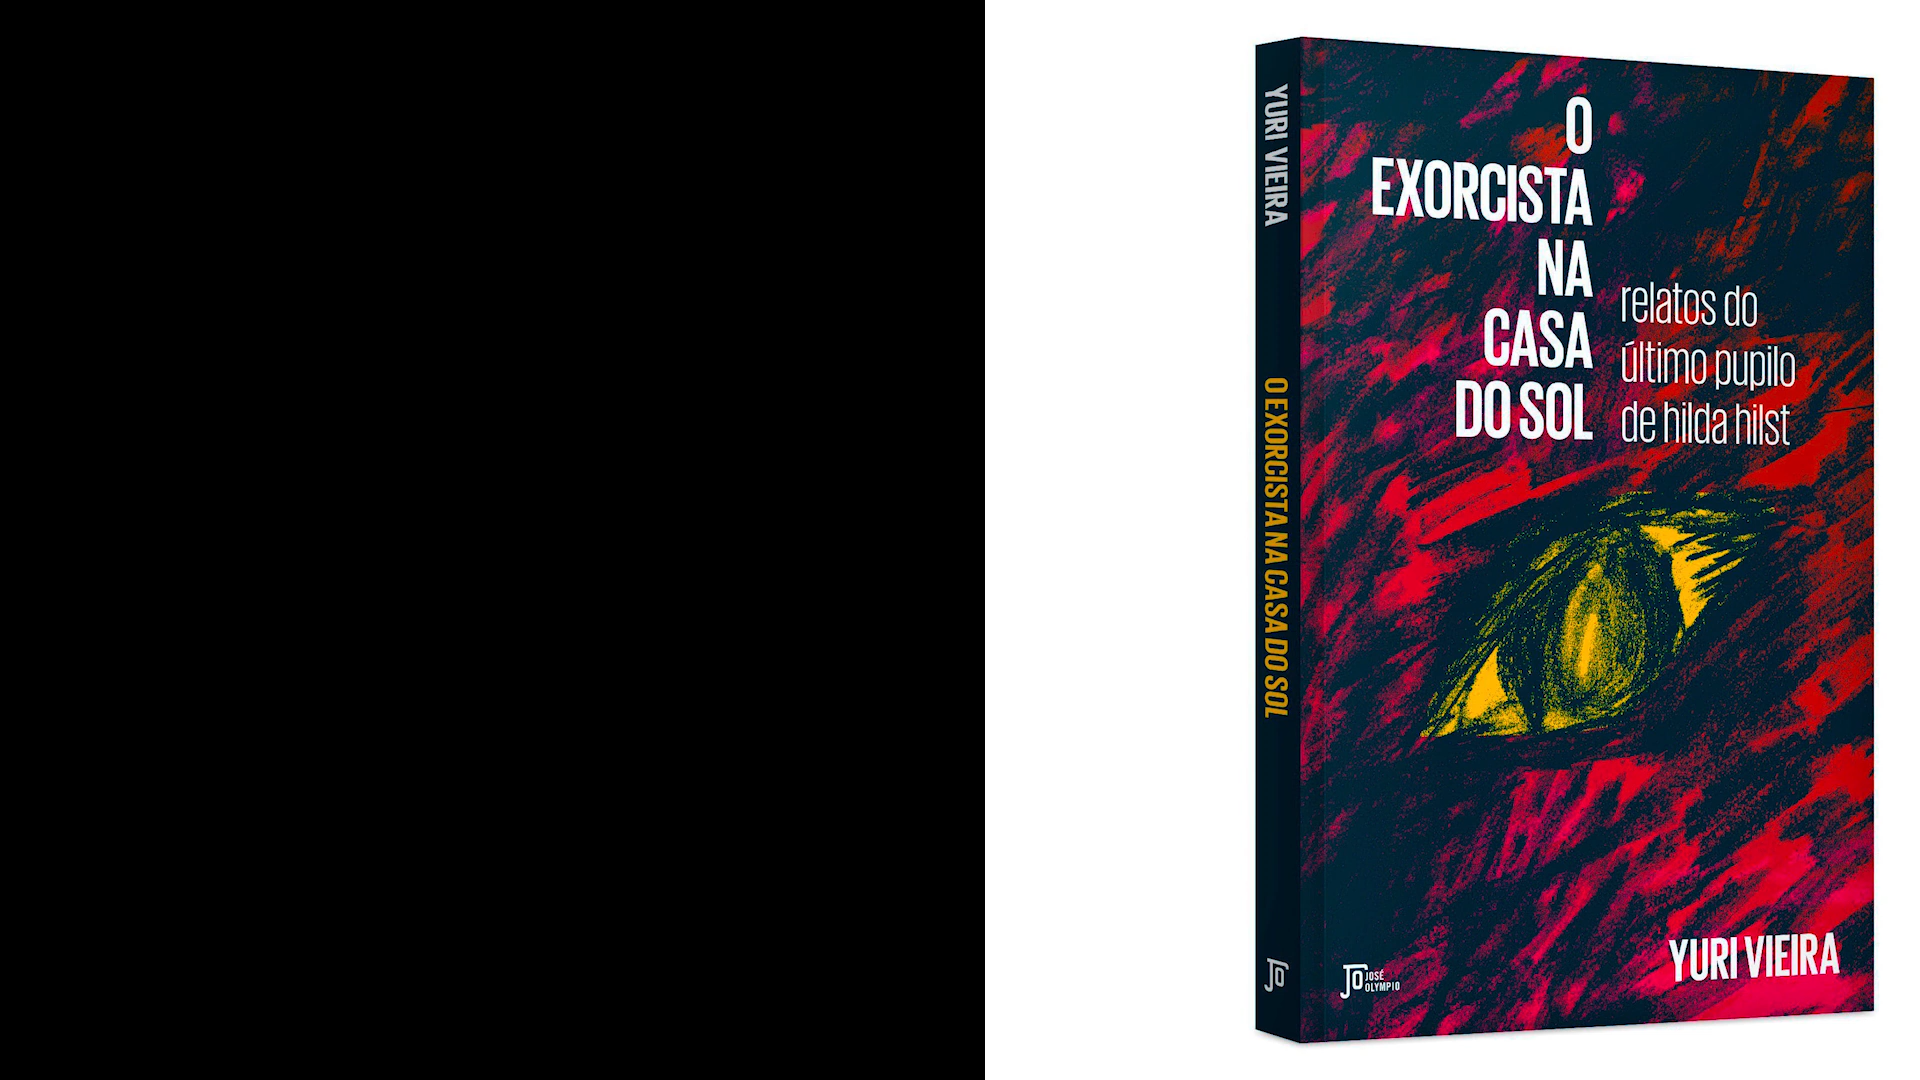 YURI VIEIRA
O EXORCISTA NA CASA DO SOL
JO
O
EXORCISTA
NA
CASA
DO SOL
relatos do
último pupilo
de hilda hilst
JO JOSÉ
OLYMPIO
YURI VIEIRA